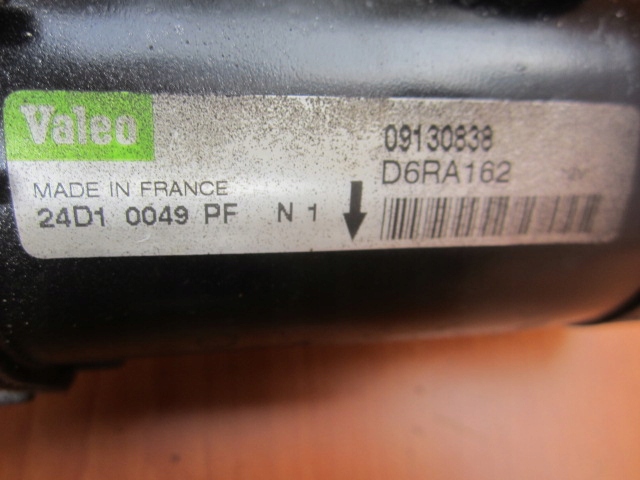 Valeo
09130838
D6RA162
MADE IN FRANCE
24D1 0049 PF N 1